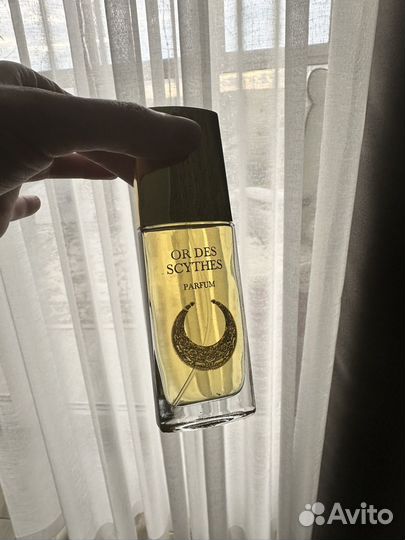 OR DES
SCYTHES
PARFUM
Avito